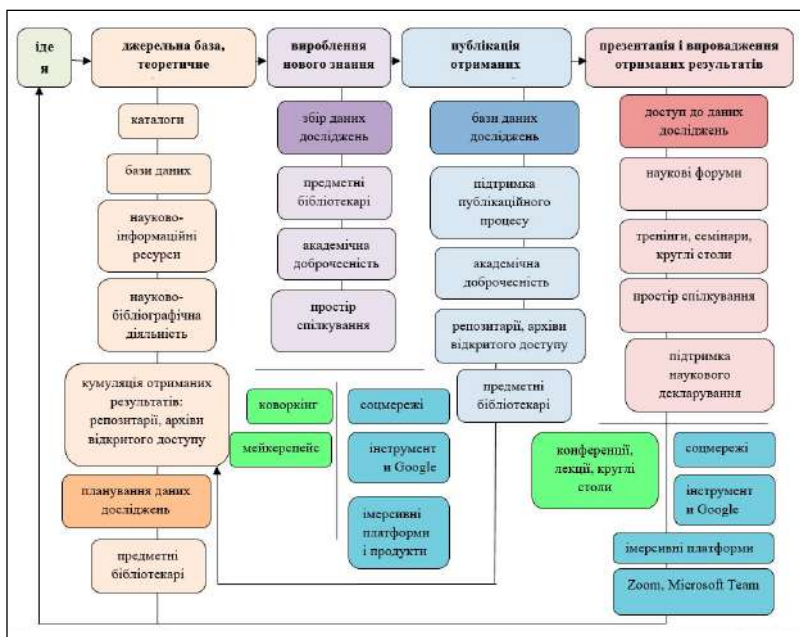 іде
я
джерельна база,
теоретичне
вироблення
нового знання
публікація
отриманих
презентація і впровадження
отриманих результатів
каталоги
бази даних
науково-
інформаційні
ресурси
науково-
бібліографічна
діяльність
кумуляція отриманих
результатів:
репозитарії, архіви
відкритого доступу
планування даних
досліджень
предметні
бібліотекарі
збір даних
досліджень
предметні
бібліотекарі
академічна
доброчесність
простір
спілкування
коворкінг
мейкерспейс
соцмережі
інструмент
и Google
імерсивні
платформи
і продукти
бази даних
досліджень
підтримка
публікаційного
процесу
академічна
доброчесність
репозитарії, архіви
відкритого доступу
предметні
бібліотекарі
доступ до даних
досліджень
наукові форуми
тренінги, семінари,
круглі столи
простір спілкування
підтримка
наукового
декларування
конференції,
лекції, круглі
столи
соцмережі
інструмент
и Google
імерсивні платформи
Zoom, Microsoft Team